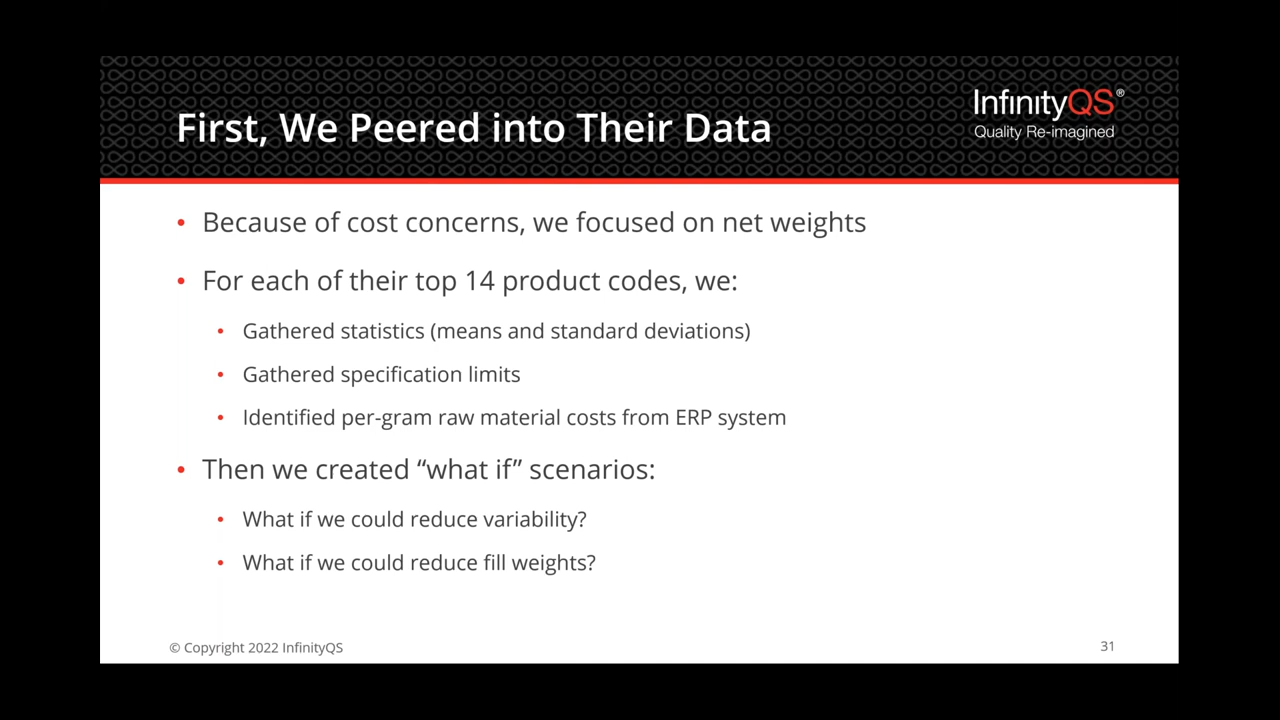 First, We Peered into Their Data
InfinityQS®
Quality Re-imagined
• Because of cost concerns, we focused on net weights
• For each of their top 14 product codes, we:
• Gathered statistics (means and standard deviations)
• Gathered specification limits
• Identified per-gram raw material costs from ERP system
• Then we created “what if” scenarios:
• What if we could reduce variability?
• What if we could reduce fill weights?
© Copyright 2022 InfinityQS
31